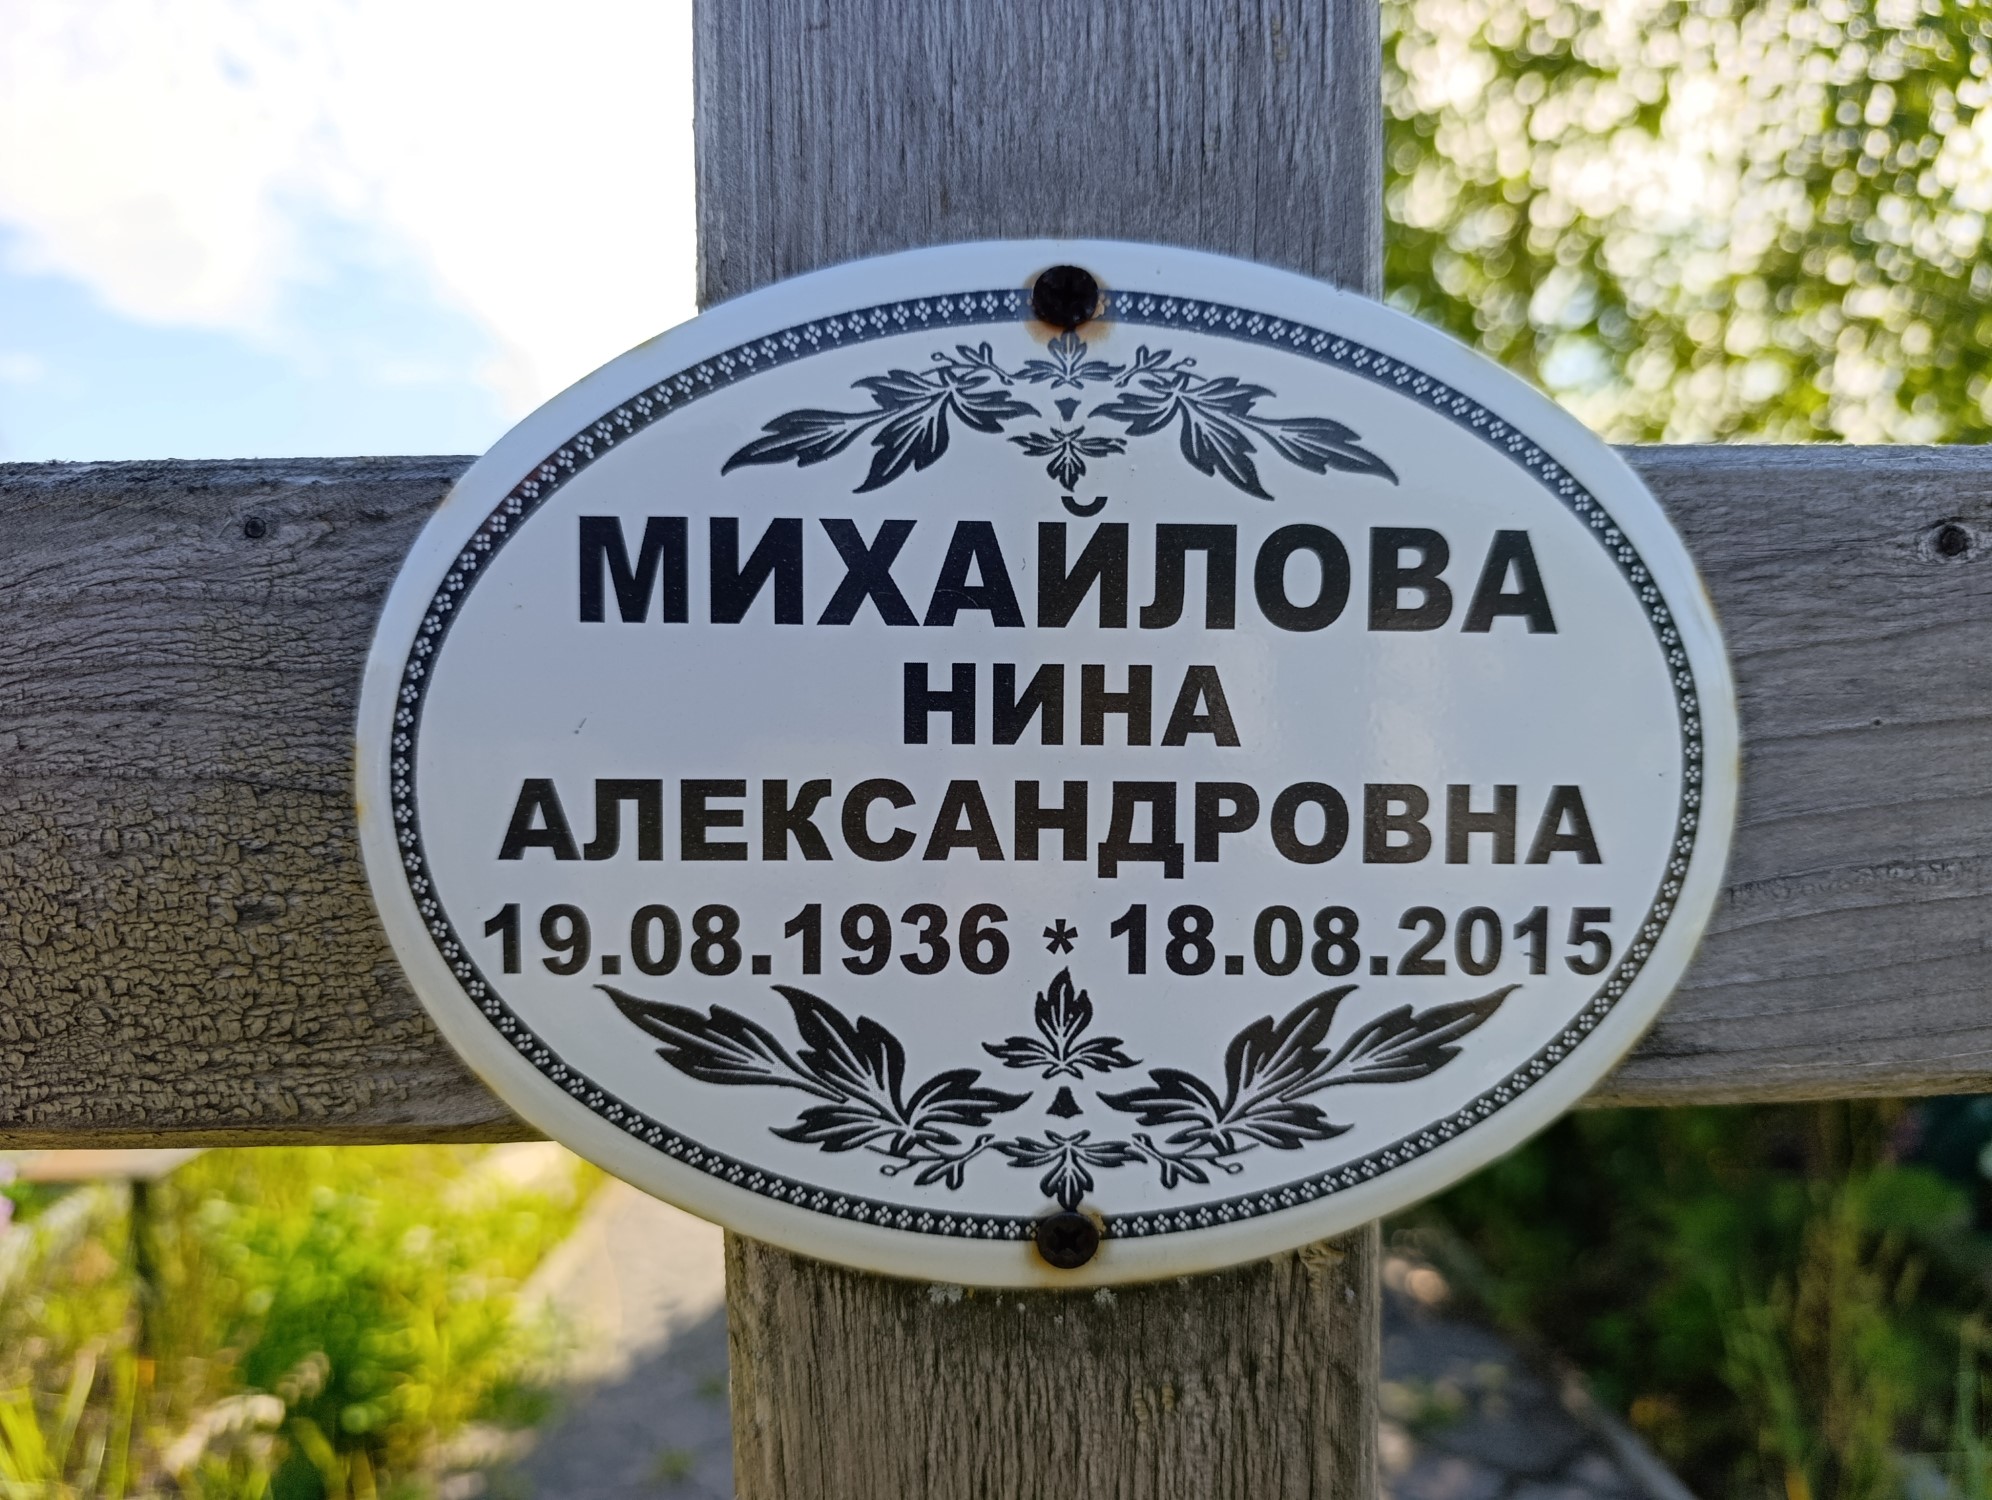 МИХАЙЛОВА
НИНА
АЛЕКСАНДРОВНА
19.08.1936 * 18.08.2015